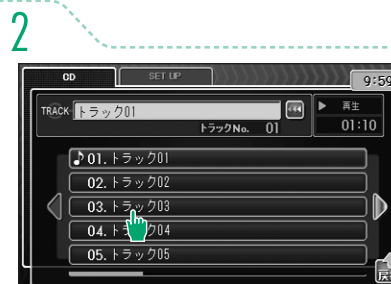 2
CD
SET UP
9:59
TRACK トラック01
再生
トラックNo. 01
01:10
01. トラック01
02. トラック02
03. トラック03
04. トラック04
05. トラック05
戻